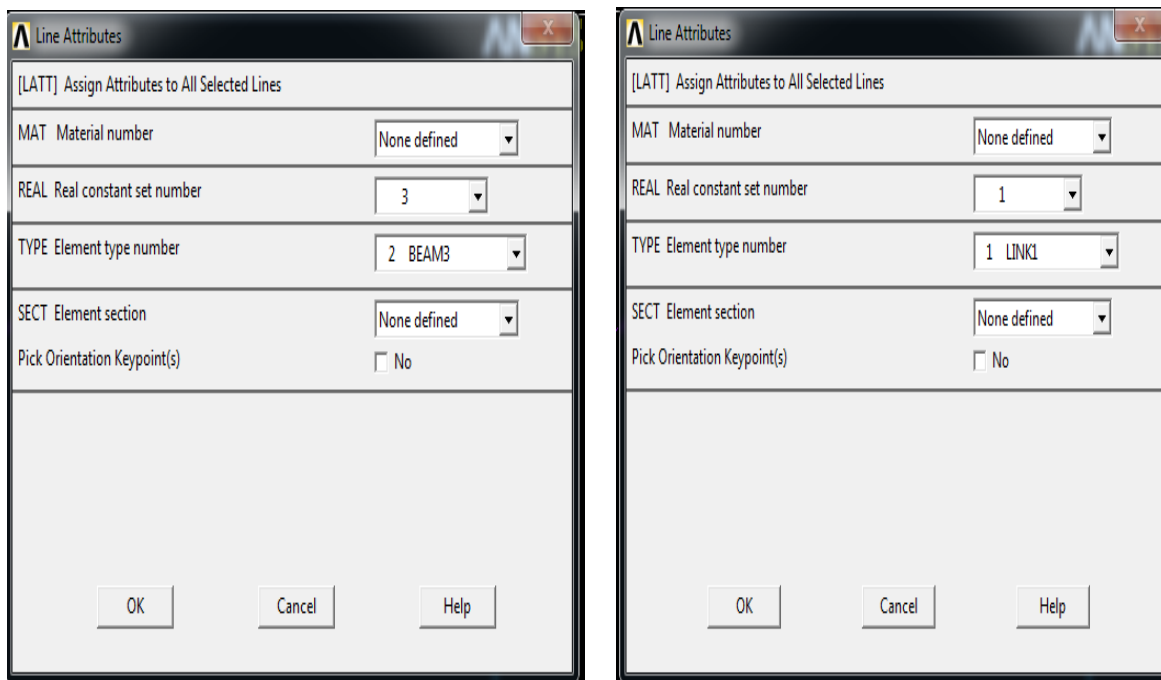 Line Attributes
[LATT] Assign Attributes to All Selected Lines
MAT Material number None defined
REAL Real constant set number 3
TYPE Element type number 2 BEAM3
SECT Element section None defined
Pick Orientation Keypoint(s) No
OK Cancel Help
Line Attributes
[LATT] Assign Attributes to All Selected Lines
MAT Material number None defined
REAL Real constant set number 1
TYPE Element type number 1 LINK1
SECT Element section None defined
Pick Orientation Keypoint(s) No
OK Cancel Help